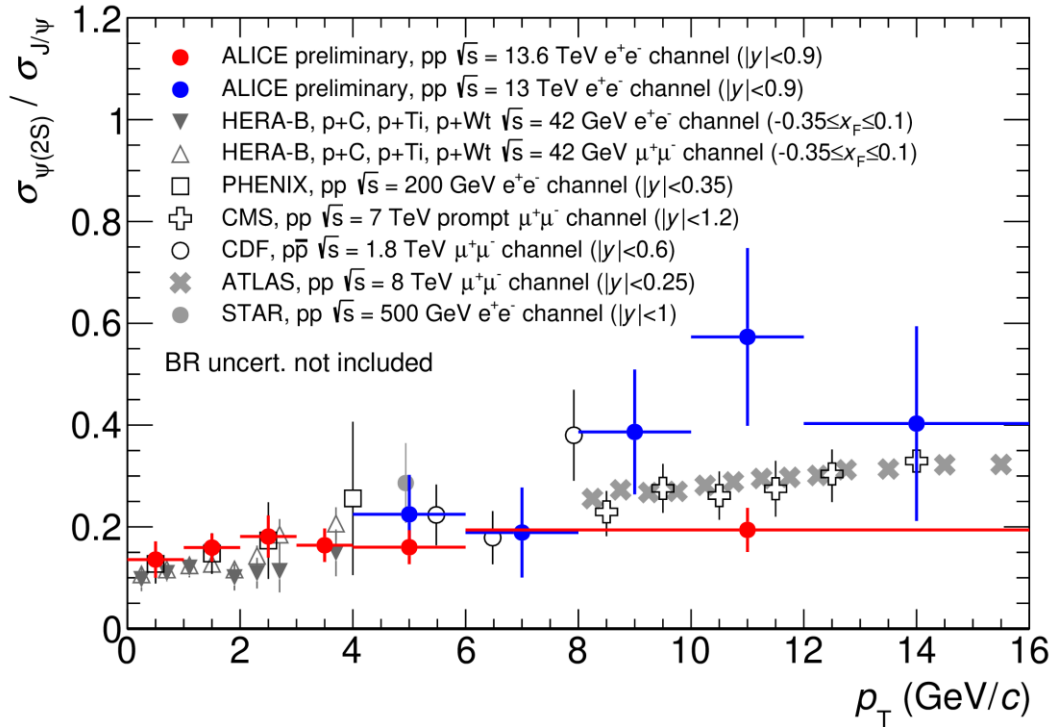 σψ(2S) / σJ/ψ
1.2
1
0.8
0.6
0.4
0.2
0
ALICE preliminary, pp √s = 13.6 TeV e⁺e⁻ channel (|y|<0.9)
ALICE preliminary, pp √s = 13 TeV e⁺e⁻ channel (|y|<0.9)
HERA-B, p+C, p+Ti, p+Wt √s = 42 GeV e⁺e⁻ channel (-0.35≤x_F≤0.1)
HERA-B, p+C, p+Ti, p+Wt √s = 42 GeV μ⁺μ⁻ channel (-0.35≤x_F≤0.1)
PHENIX, pp √s = 200 GeV e⁺e⁻ channel (|y|<0.35)
CMS, pp √s = 7 TeV prompt μ⁺μ⁻ channel (|y|<1.2)
CDF, pp̅ √s = 1.8 TeV μ⁺μ⁻ channel (|y|<0.6)
ATLAS, pp √s = 8 TeV μ⁺μ⁻ channel (|y|<0.25)
STAR, pp √s = 500 GeV e⁺e⁻ channel (|y|<1)
BR uncert. not included
0 2 4 6 8 10 12 14 16
p_T (GeV/c)